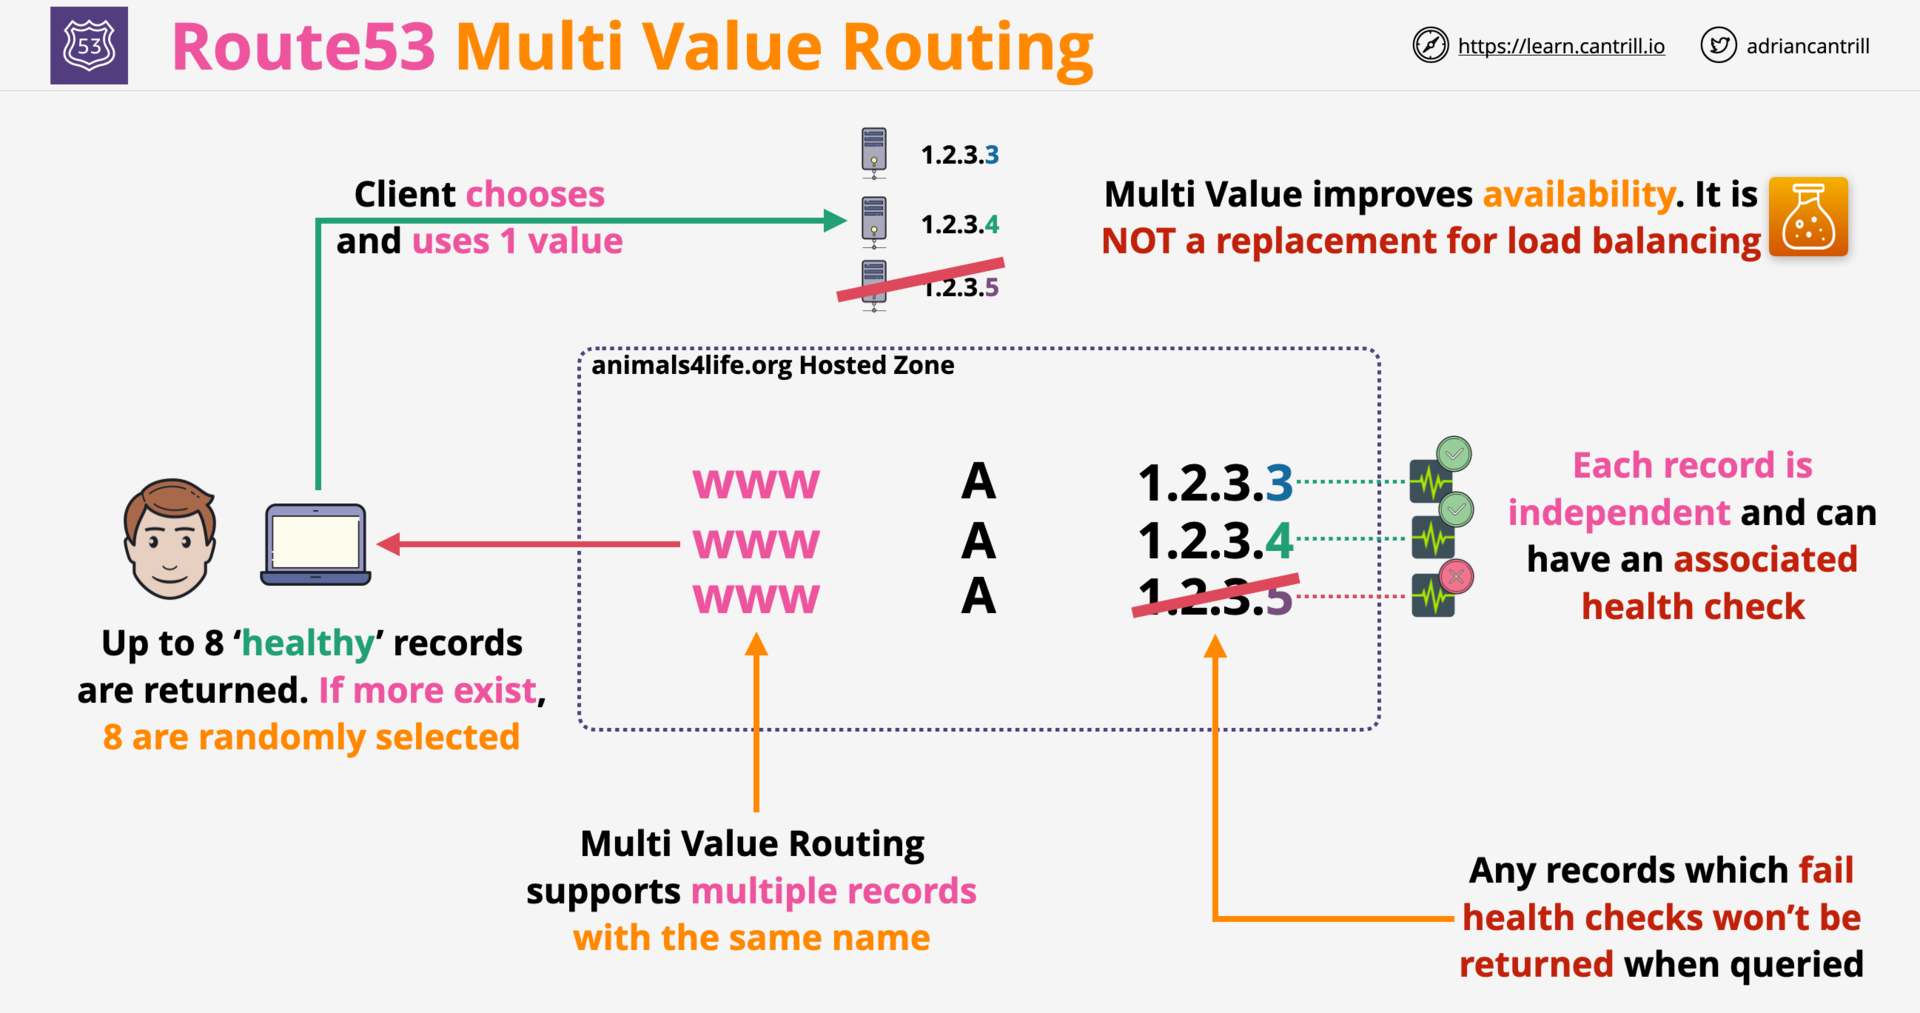 53
Route53 Multi Value Routing
https://learn.cantrill.io
adriancantrill
1.2.3.3
1.2.3.4
1.2.3.5
Client chooses
and uses 1 value
Multi Value improves availability. It is
NOT a replacement for load balancing
animals4life.org Hosted Zone
www A 1.2.3.3
www A 1.2.3.4
www A 1.2.3.5
Each record is
independent and can
have an associated
health check
Up to 8 ‘healthy’ records
are returned. If more exist,
8 are randomly selected
Multi Value Routing
supports multiple records
with the same name
Any records which fail
health checks won’t be
returned when queried